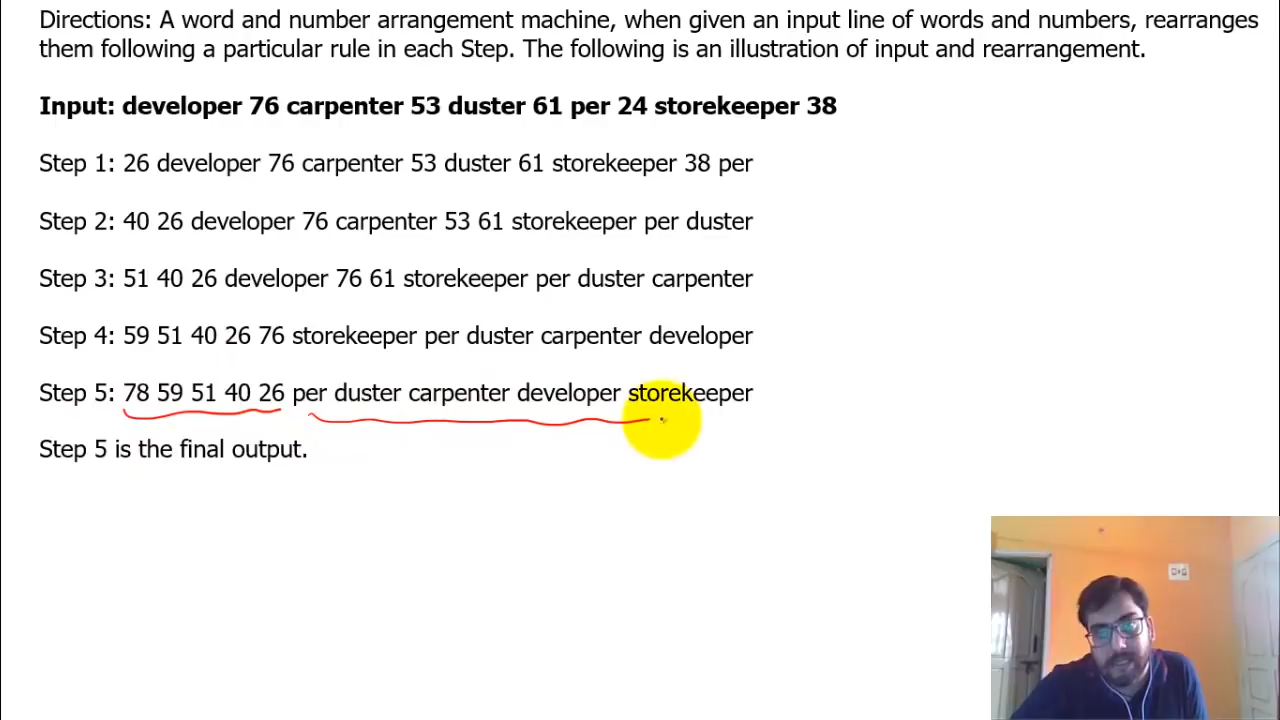 Directions: A word and number arrangement machine, when given an input line of words and numbers, rearranges
them following a particular rule in each Step. The following is an illustration of input and rearrangement.
Input: developer 76 carpenter 53 duster 61 per 24 storekeeper 38
Step 1: 26 developer 76 carpenter 53 duster 61 storekeeper 38 per
Step 2: 40 26 developer 76 carpenter 53 61 storekeeper per duster
Step 3: 51 40 26 developer 76 61 storekeeper per duster carpenter
Step 4: 59 51 40 26 76 storekeeper per duster carpenter developer
Step 5: 78 59 51 40 26 per duster carpenter developer storekeeper
Step 5 is the final output.